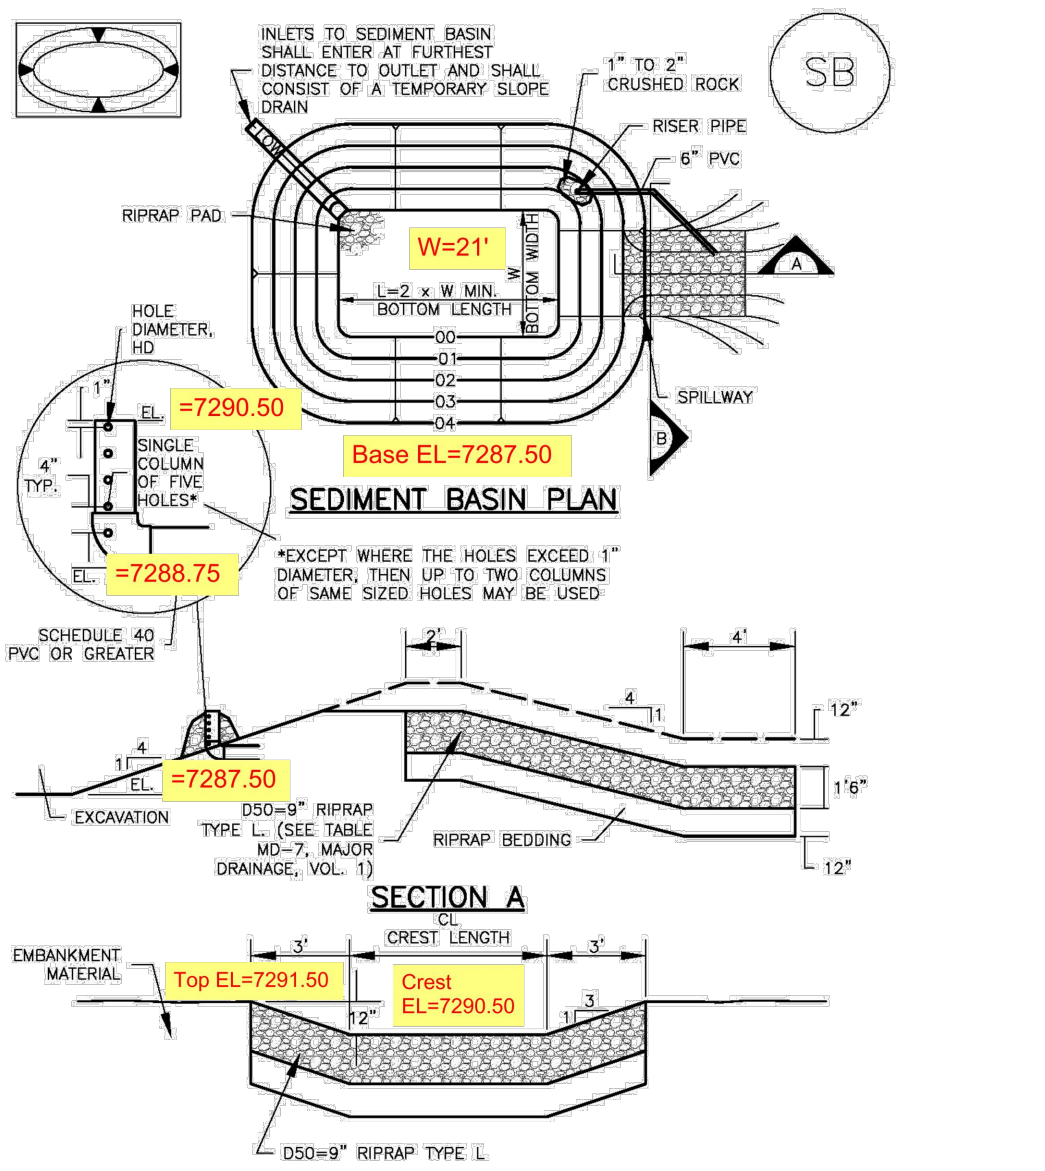 INLETS TO SEDIMENT BASIN
SHALL ENTER AT FURTHEST
DISTANCE TO OUTLET AND SHALL
CONSIST OF A TEMPORARY SLOPE
DRAIN
1" TO 2"
CRUSHED ROCK
SB
FLOW
RISER PIPE
6" PVC
RIPRAP PAD
W=21'
W
BOTTOM WIDTH
A
L=2 x W MIN.
BOTTOM LENGTH
00
01
02
03
04
HOLE
DIAMETER,
HD
SPILLWAY
B
1"
EL.
=7290.50
4"
TYP.
SINGLE
COLUMN
OF FIVE
HOLES*
Base EL=7287.50
SEDIMENT BASIN PLAN
EL.
=7288.75
*EXCEPT WHERE THE HOLES EXCEED 1"
DIAMETER, THEN UP TO TWO COLUMNS
OF SAME SIZED HOLES MAY BE USED
SCHEDULE 40
PVC OR GREATER
2'
4'
4
1
12"
4
1
EL.
=7287.50
1'6"
EXCAVATION
D50=9" RIPRAP
TYPE L. (SEE TABLE
MD-7, MAJOR
DRAINAGE, VOL. 1)
RIPRAP BEDDING
12"
SECTION A
CL
CREST LENGTH
3'
3'
EMBANKMENT
MATERIAL
Top EL=7291.50
Crest
EL=7290.50
12"
3
1
D50=9" RIPRAP TYPE L